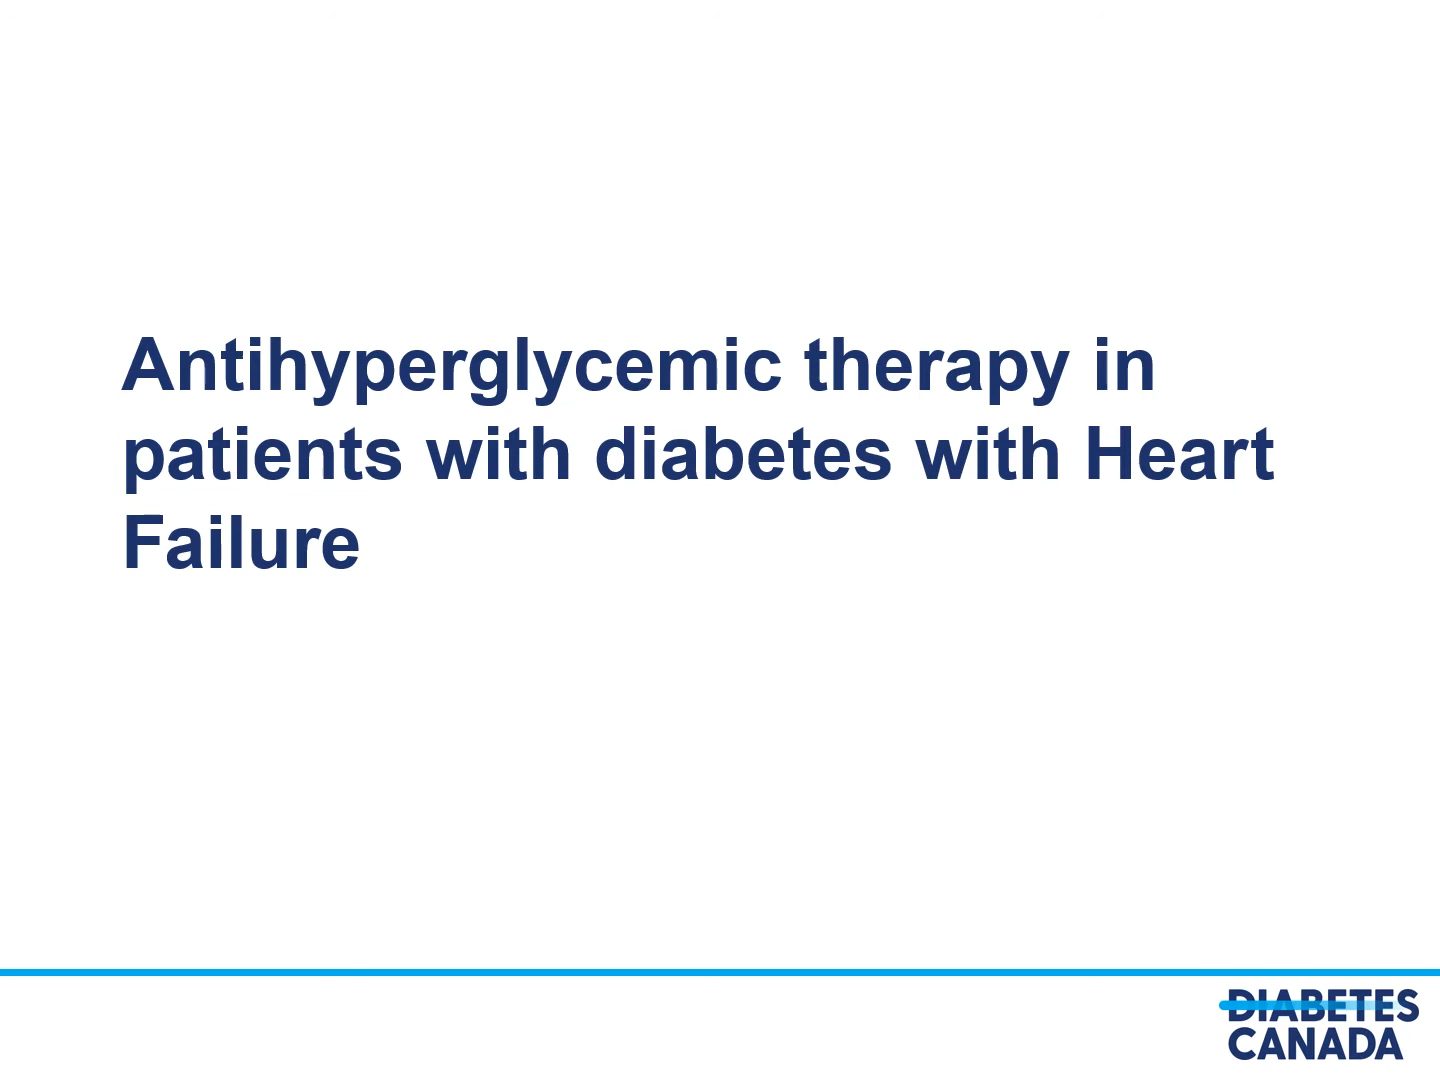 Antihyperglycemic therapy in
patients with diabetes with Heart
Failure
DIABETES
CANADA